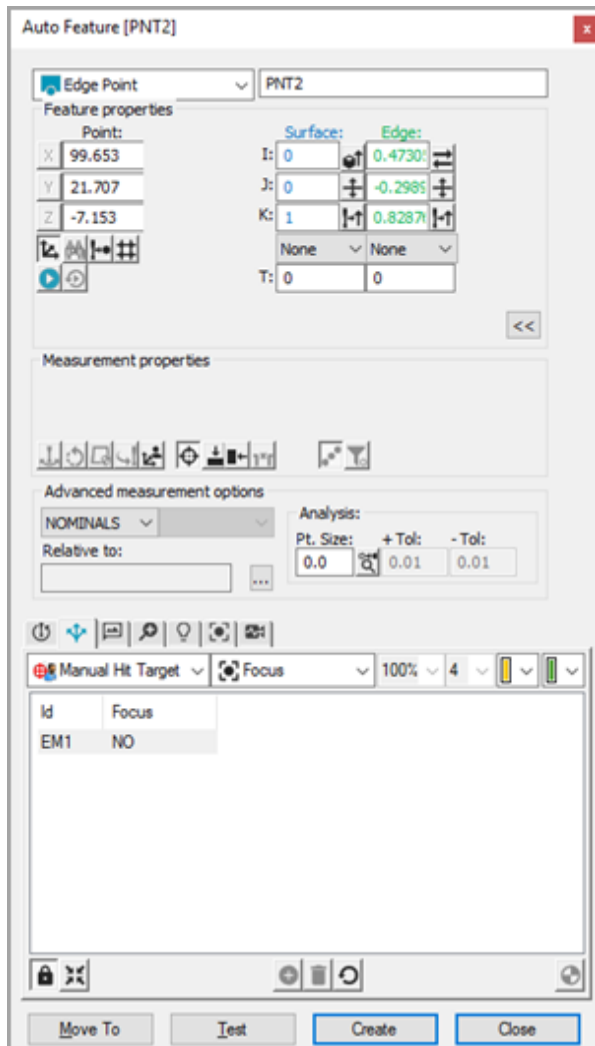 Auto Feature [PNT2]
x
Edge Point PNT2
Feature properties
Point: Surface: Edge:
X 99.653 I: 0 0.4730
Y 21.707 J: 0 -0.2989
Z -7.153 K: 1 0.8287
None None
T: 0 0
<<
Measurement properties
Advanced measurement options
NOMINALS
Analysis:
Pt. Size: + Tol: - Tol:
0.0 0.01 0.01
Relative to:
...
Manual Hit Target Focus 100% 4
Id Focus
EM1 NO
Move To Test Create Close